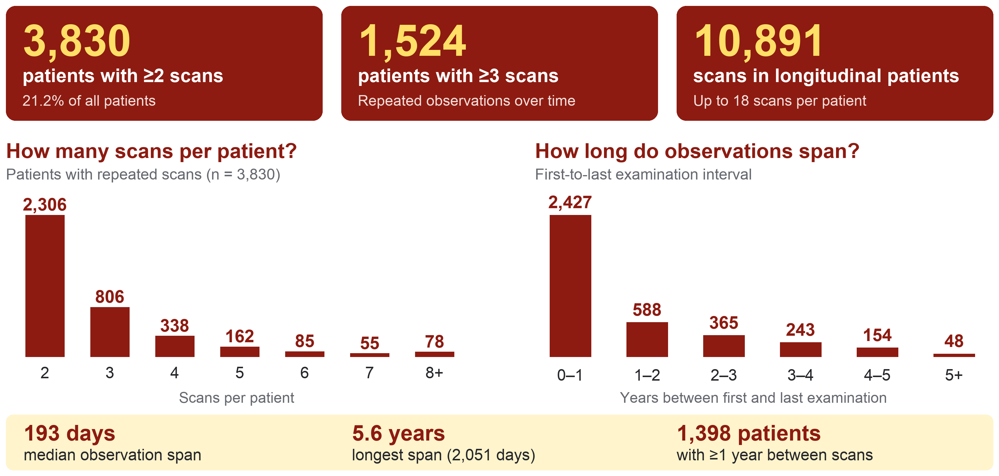 3,830
patients with ≥2 scans
21.2% of all patients
1,524
patients with ≥3 scans
Repeated observations over time
10,891
scans in longitudinal patients
Up to 18 scans per patient
How many scans per patient?
Patients with repeated scans (n = 3,830)
2,306
806
338
162
85
55
78
2
3
4
5
6
7
8+
Scans per patient
How long do observations span?
First-to-last examination interval
2,427
588
365
243
154
48
0–1
1–2
2–3
3–4
4–5
5+
Years between first and last examination
193 days
median observation span
5.6 years
longest span (2,051 days)
1,398 patients
with ≥1 year between scans